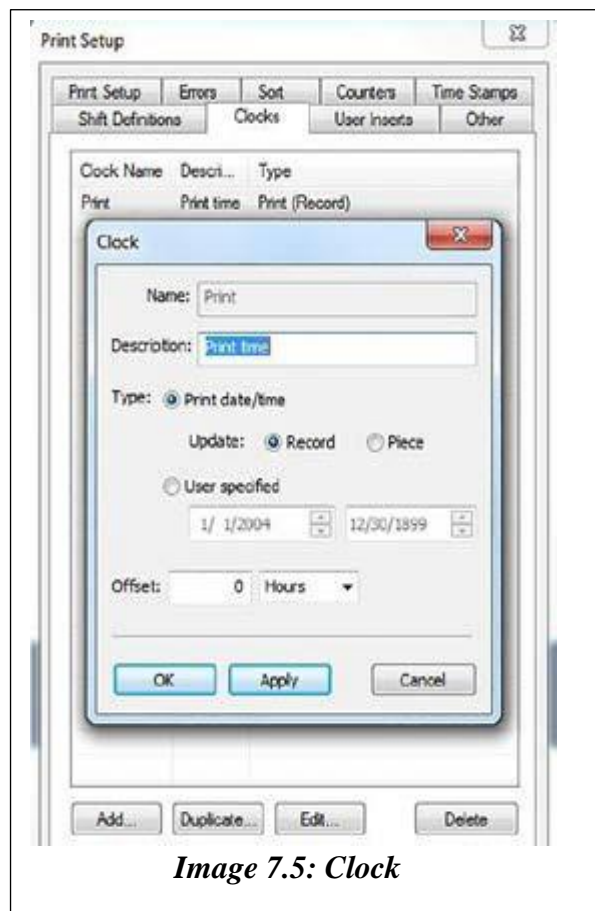 Print Setup
Print Setup Errors Sort Counters Time Stamps
Shift Definitions Clocks User Inserts Other
Clock Name Descri... Type
Print Print time Print (Record)
Clock
Name: Print
Description: Print time
Type: Print date/time
Update: Record Piece
User specified
1/ 1/2004 12/30/1899
Offset: 0 Hours
OK Apply Cancel
Add... Duplicate... Edit... Delete
Image 7.5: Clock